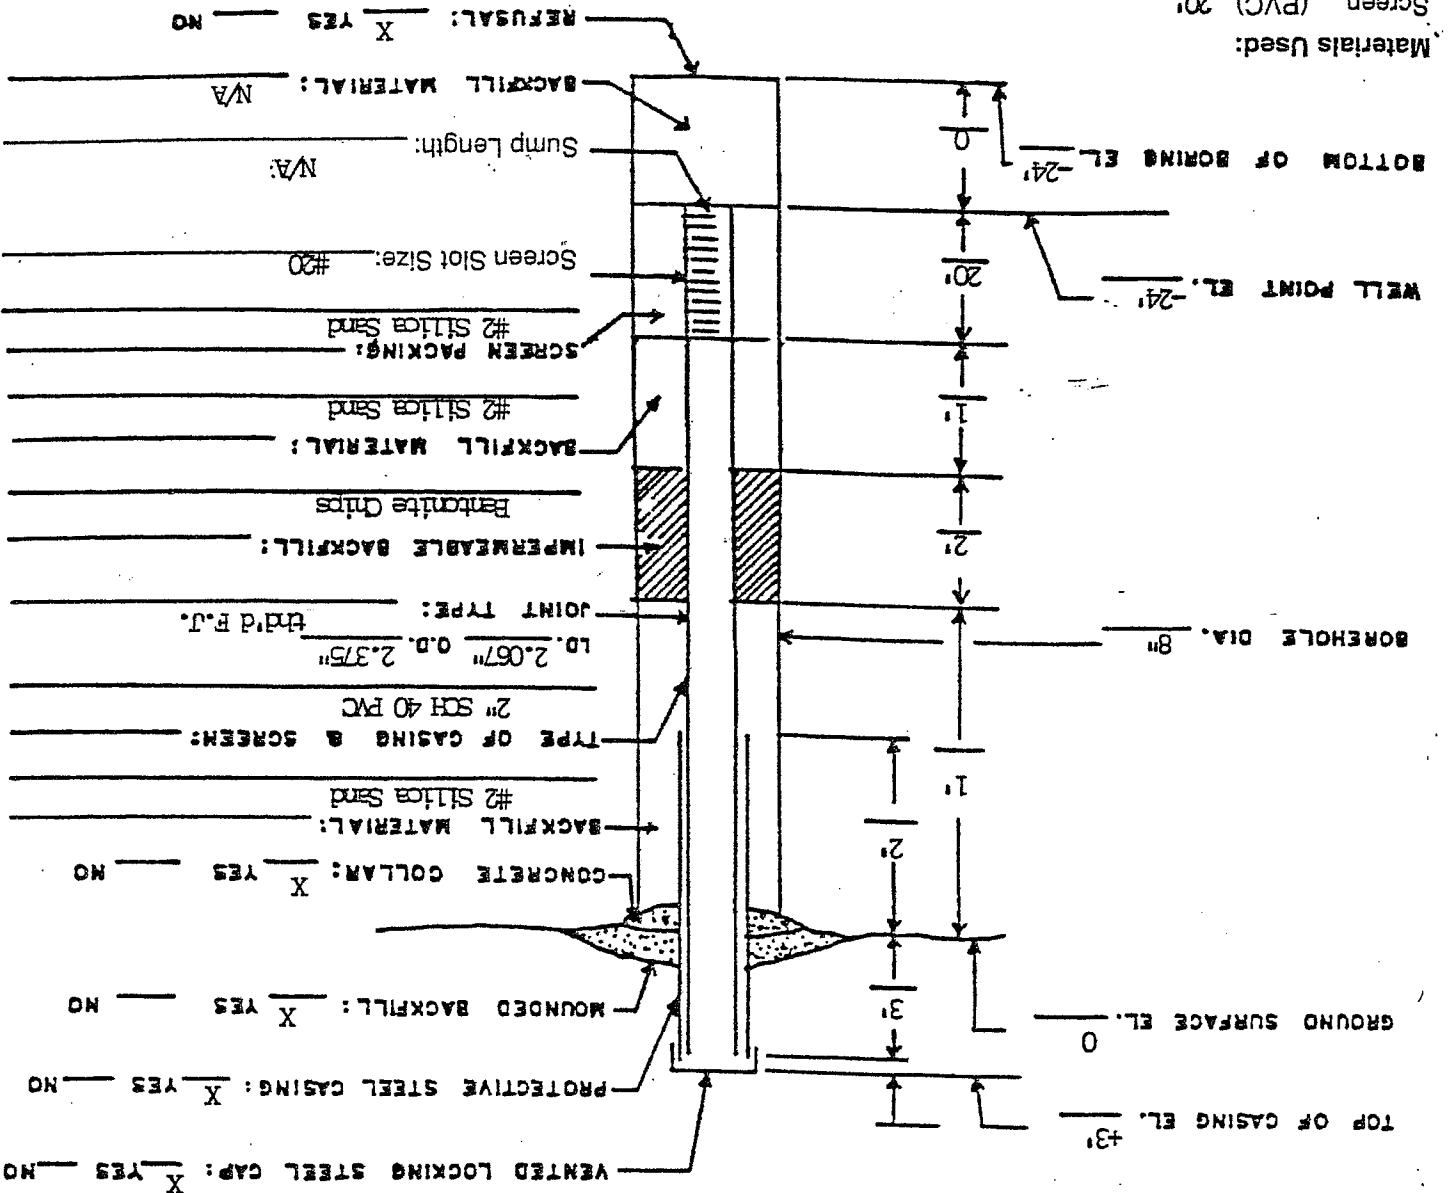 VENTED LOCKING STEEL CAP: X YES NO
TOP OF CASING EL. +3'
PROTECTIVE STEEL CASING: X YES NO
GROUND SURFACE EL. 0
3'
MOUNDED BACKFILL: X YES NO
CONCRETE COLLAR: X YES NO
2'
1'
BACKFILL MATERIAL:
#2 Sillica Sand
TYPE OF CASING & SCREEN:
2" SCH 40 PVC
I.D. 2.067" O.D. 2.375"
JOINT TYPE: thd'd F.J.
BOREHOLE DIA. 8"
IMPERMEABLE BACKFILL:
Bentonite Chips
2'
BACKFILL MATERIAL:
#2 Sillica Sand
1'
SCREEN PACKING:
#2 Sillica Sand
Screen Slot Size: #20
20'
WELL POINT EL. -24'
Sump Length: N/A
BACKFILL MATERIAL: N/A
0
BOTTOM OF BORING EL -24'
REFUSAL: X YES NO
Materials Used:
Screen (PVC) 20'